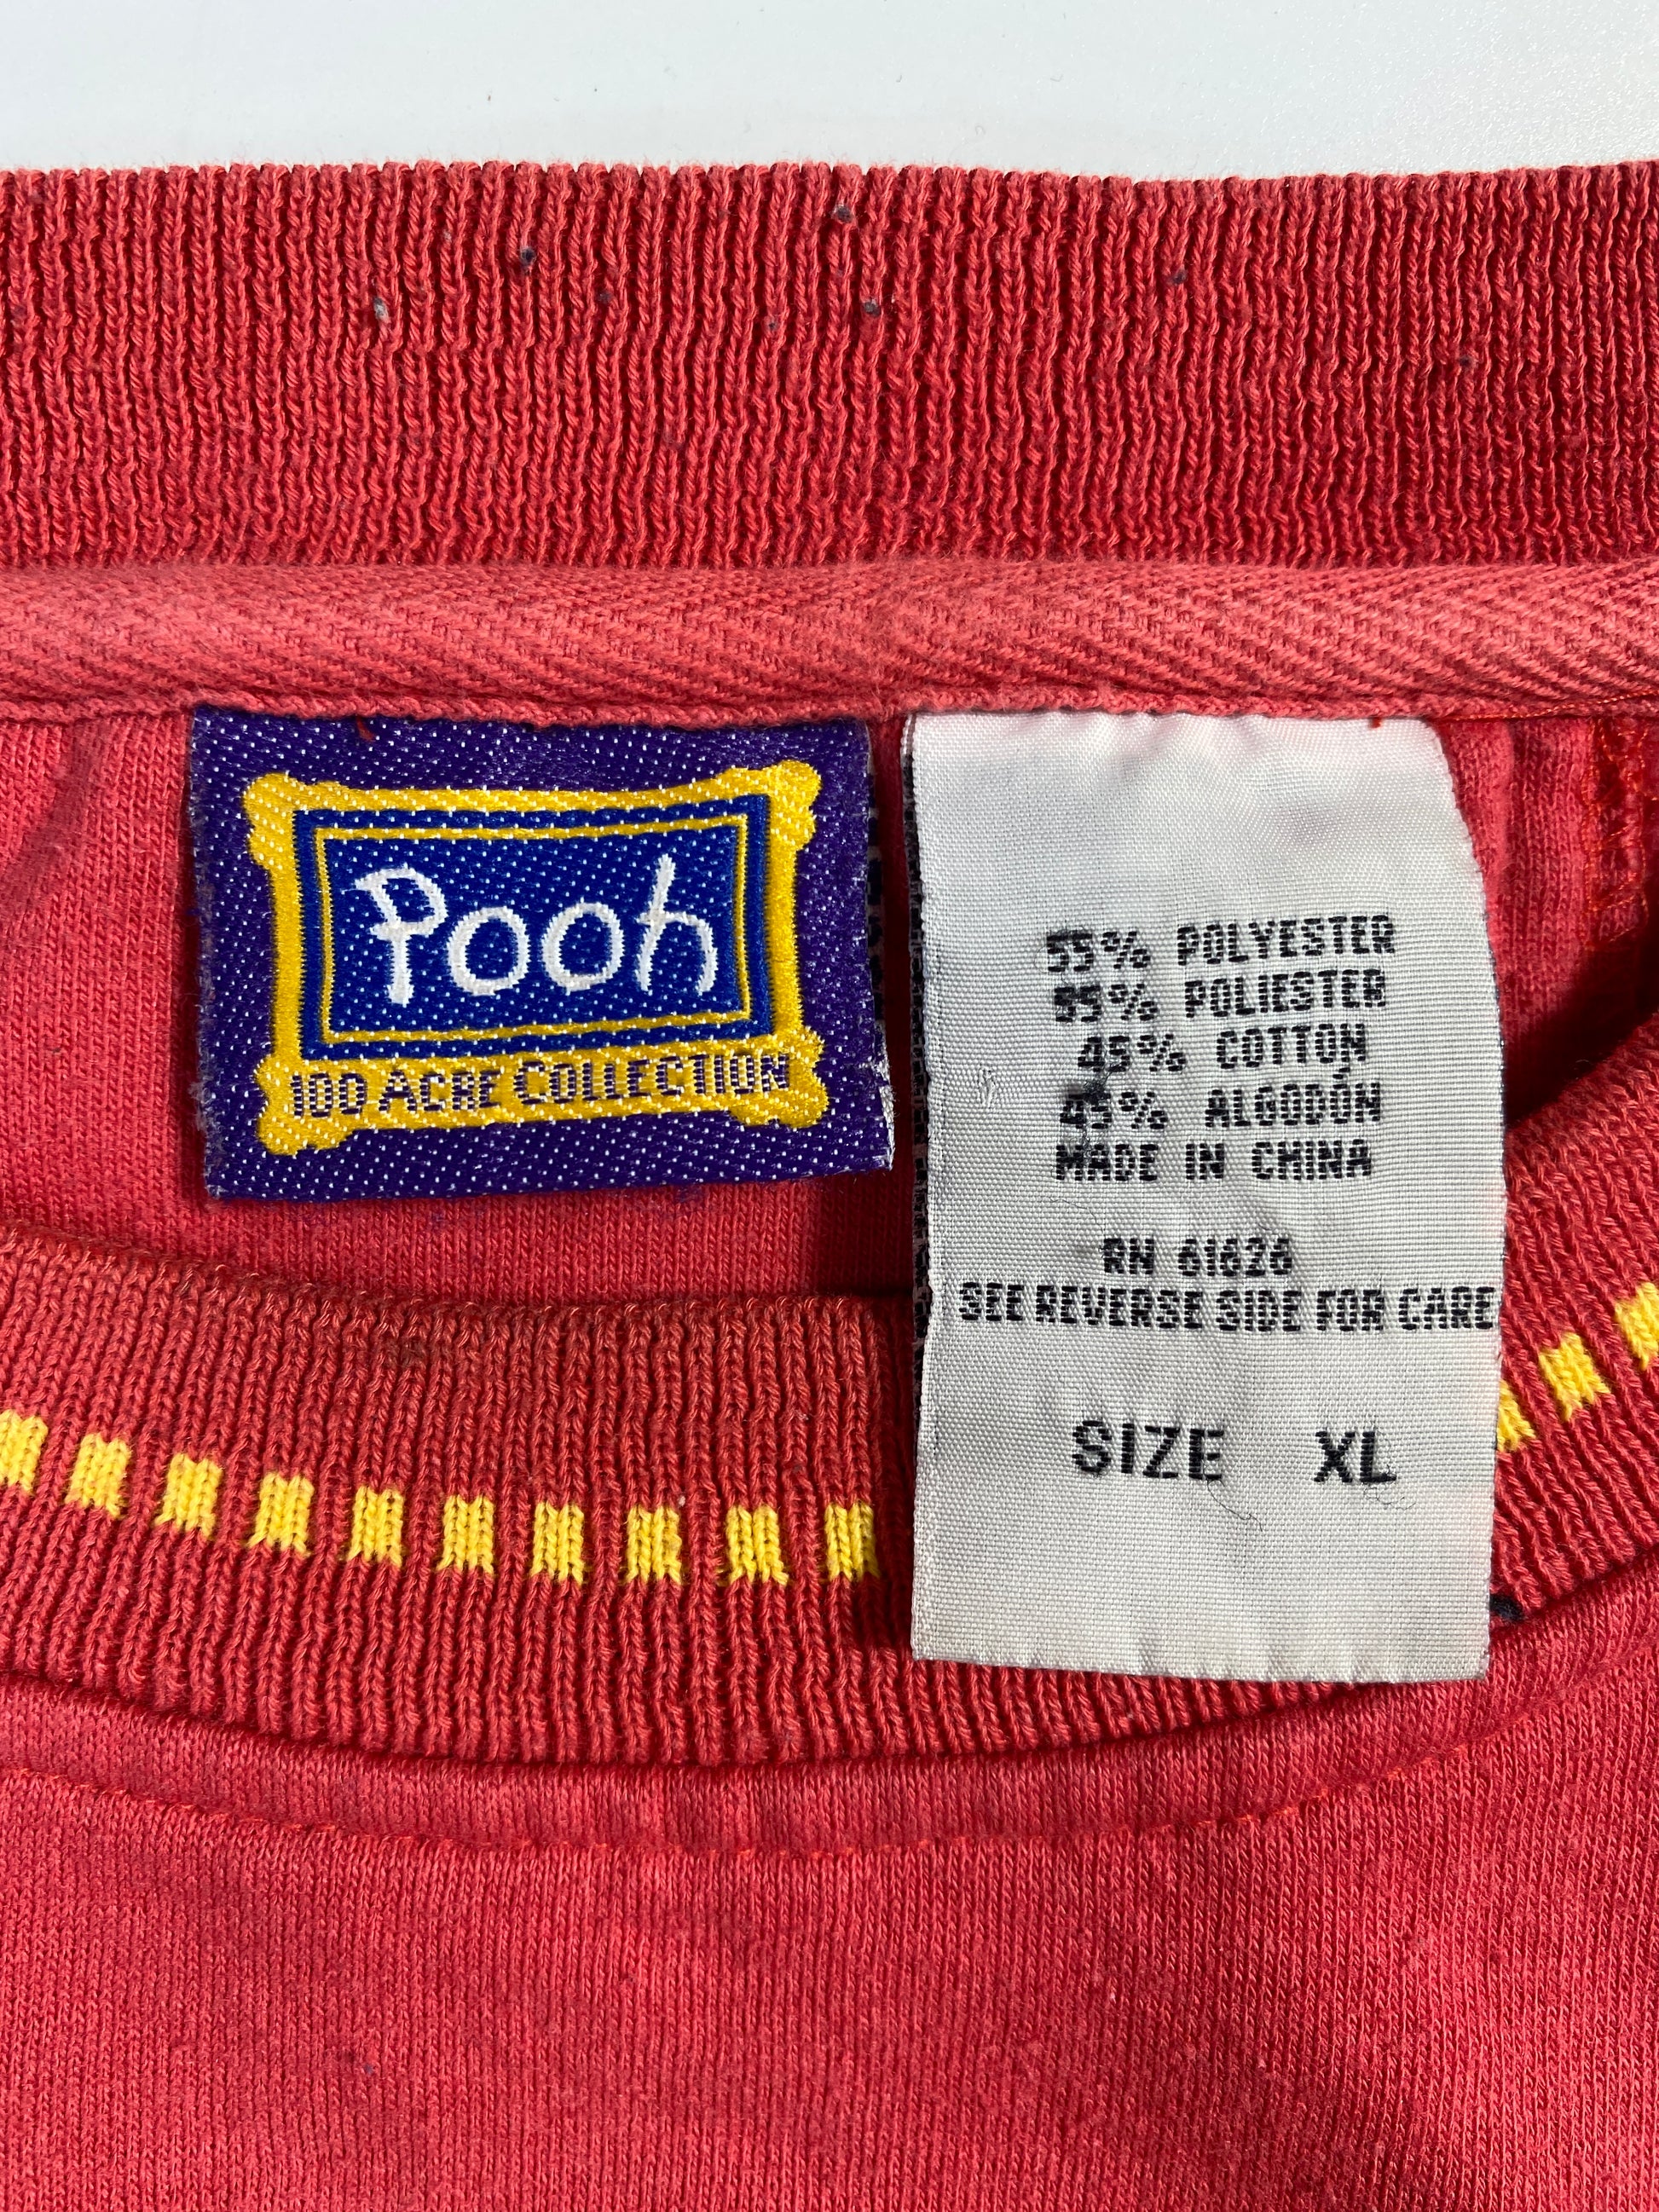 Pooh
100 ACRE COLLECTION
55% POLYESTER
55% POLIESTER
45% COTTON
45% ALGODÓN
MADE IN CHINA
RN 61626
SEE REVERSE SIDE FOR CARE
SIZE XL